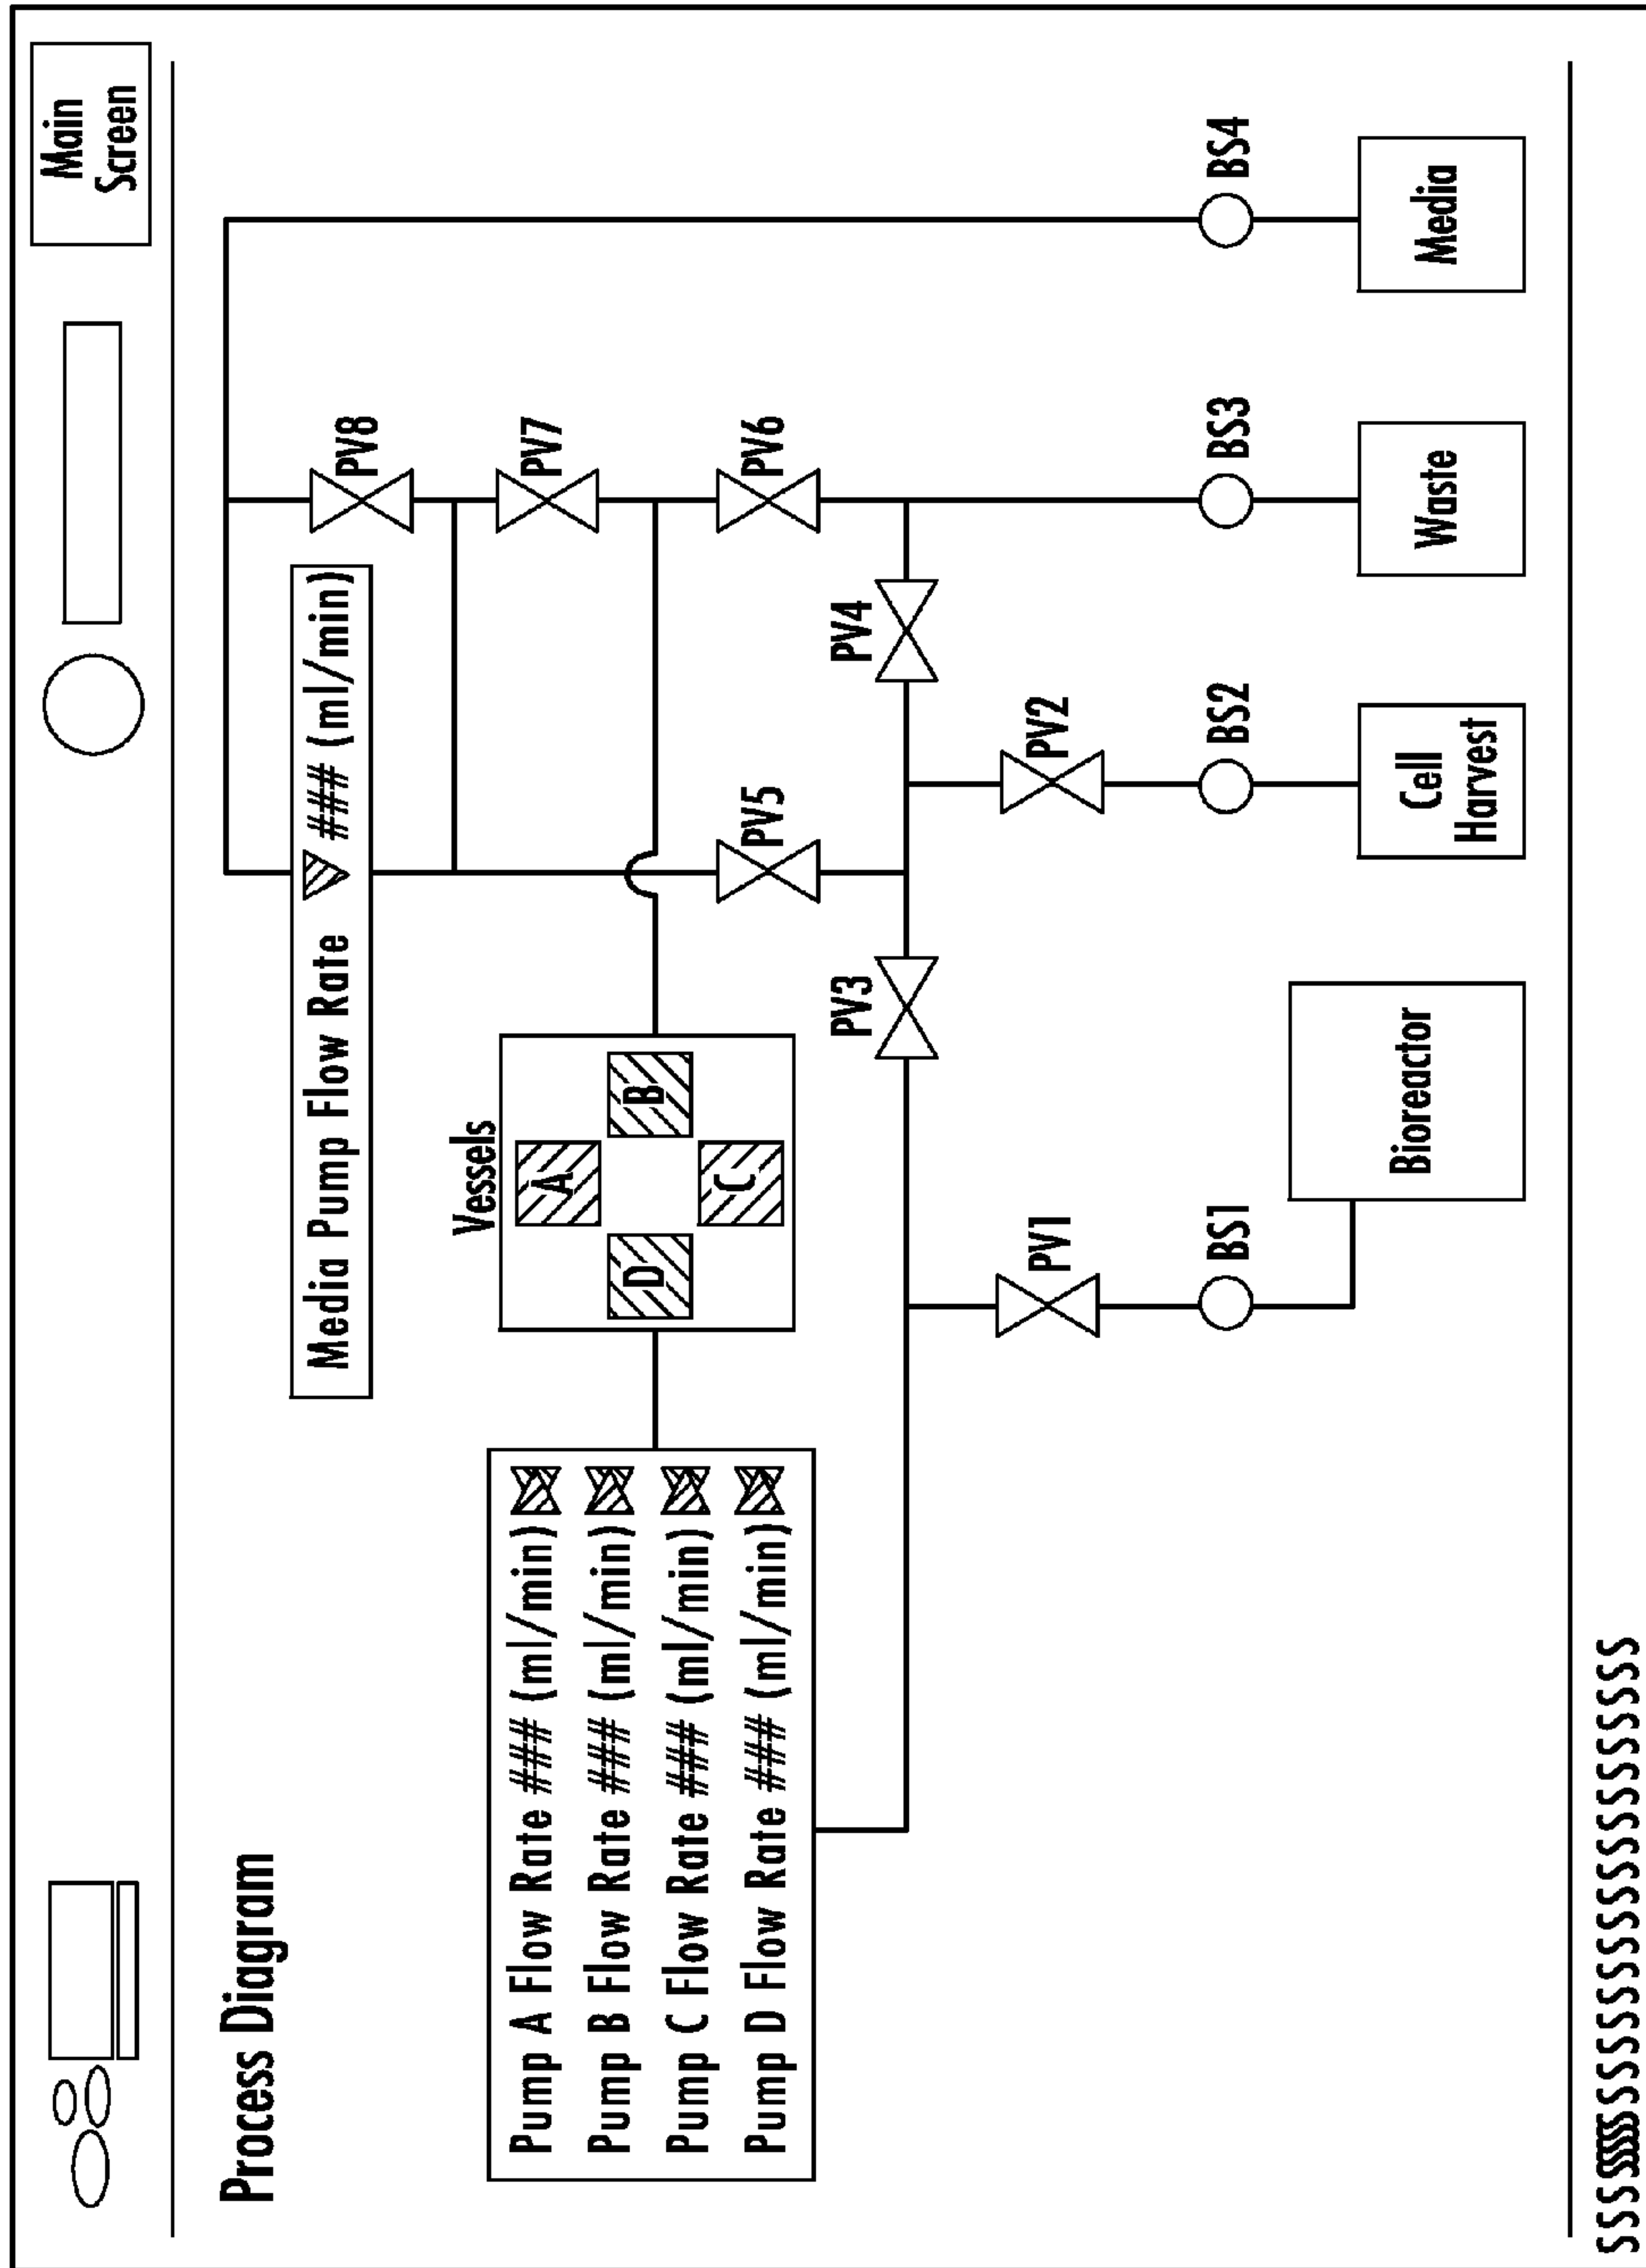 Main
Screen
Process Diagram
Media Pump Flow Rate ### (ml/min)
PV8
Vessels
A
D
B
C
PV7
Pump A Flow Rate ### (ml/min)
Pump B Flow Rate ### (ml/min)
Pump C Flow Rate ### (ml/min)
Pump D Flow Rate ### (ml/min)
PV5
PV6
PV3
PV4
PV1
PV2
BS1
BS2
BS3
BS4
Bioreactor
Cell
Harvest
Waste
Media